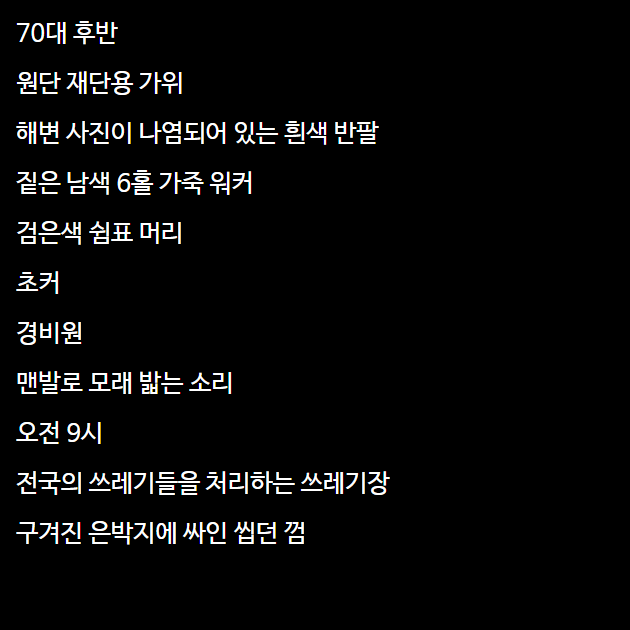 70대 후반
원단 재단용 가위
해변 사진이 나염되어 있는 흰색 반팔
짙은 남색 6홀 가죽 워커
검은색 쉼표 머리
초커
경비원
맨발로 모래 밟는 소리
오전 9시
전국의 쓰레기들을 처리하는 쓰레기장
구겨진 은박지에 싸인 씹던 껌